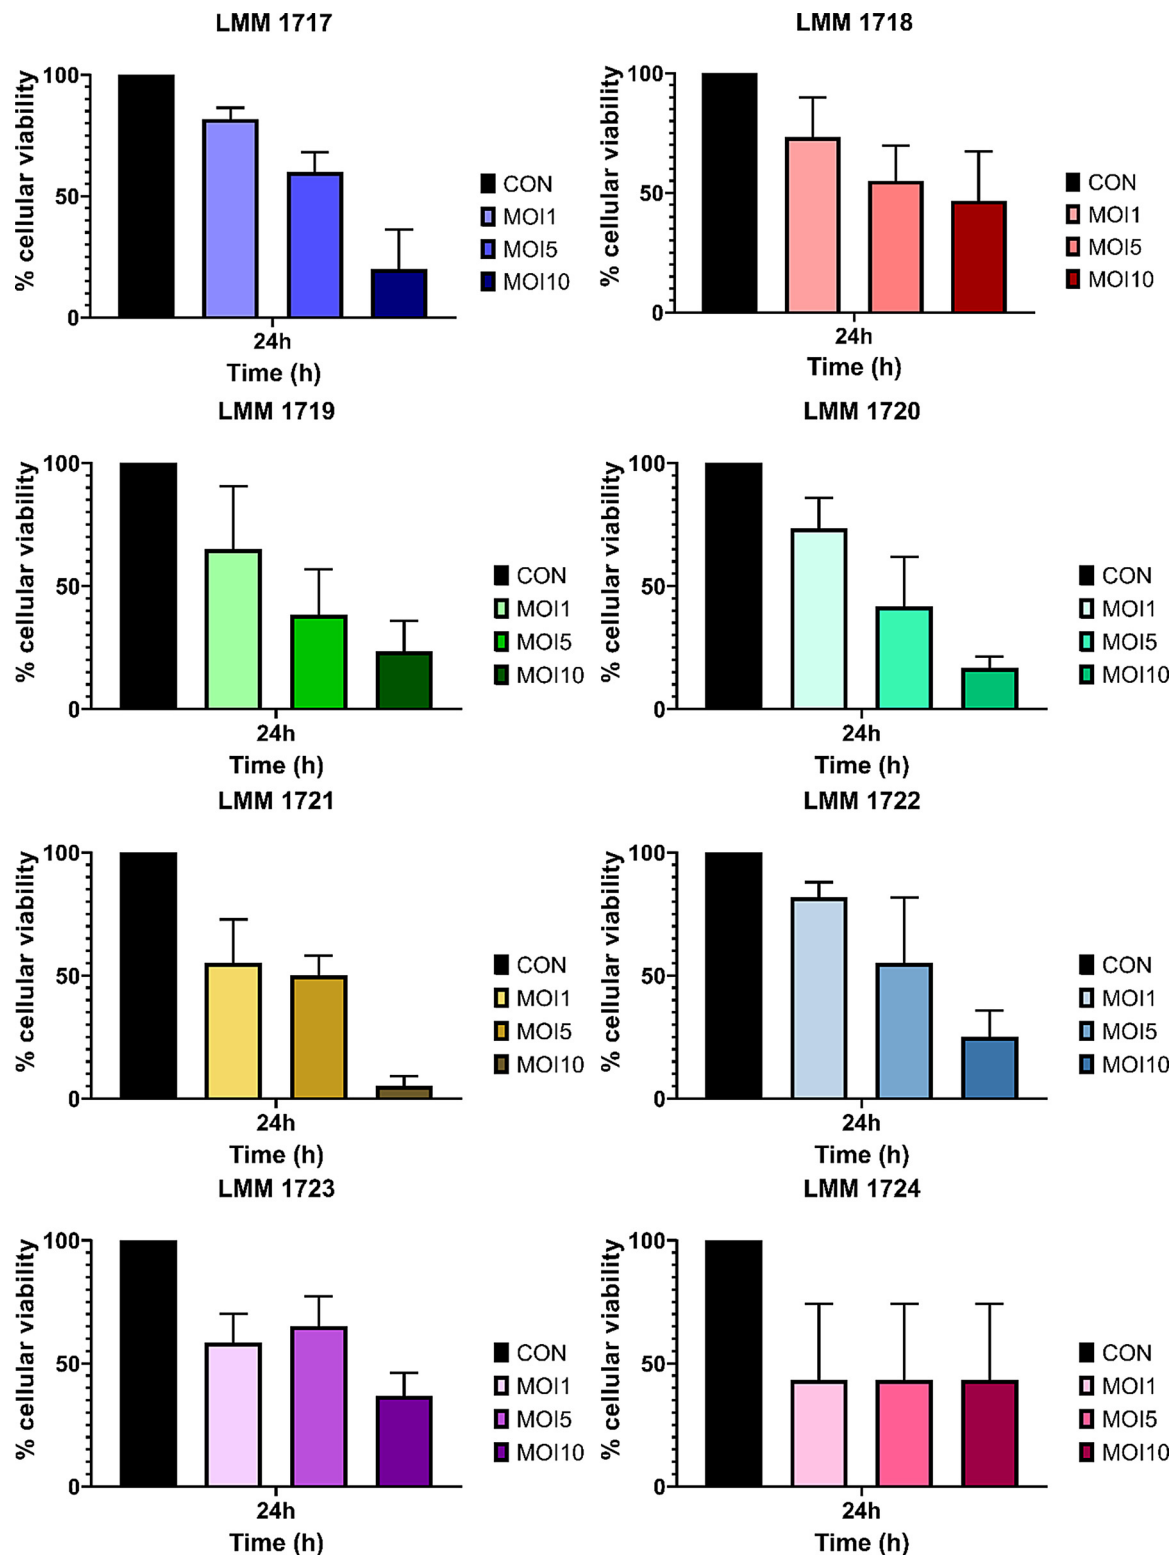 LMM 1717
% cellular viability
100
50
0
24h
Time (h)
CON
MOI1
MOI5
MOI10
LMM 1718
% cellular viability
100
50
0
24h
Time (h)
CON
MOI1
MOI5
MOI10
LMM 1719
% cellular viability
100
50
0
24h
Time (h)
CON
MOI1
MOI5
MOI10
LMM 1720
% cellular viability
100
50
0
24h
Time (h)
CON
MOI1
MOI5
MOI10
LMM 1721
% cellular viability
100
50
0
24h
Time (h)
CON
MOI1
MOI5
MOI10
LMM 1722
% cellular viability
100
50
0
24h
Time (h)
CON
MOI1
MOI5
MOI10
LMM 1723
% cellular viability
100
50
0
24h
Time (h)
CON
MOI1
MOI5
MOI10
LMM 1724
% cellular viability
100
50
0
24h
Time (h)
CON
MOI1
MOI5
MOI10